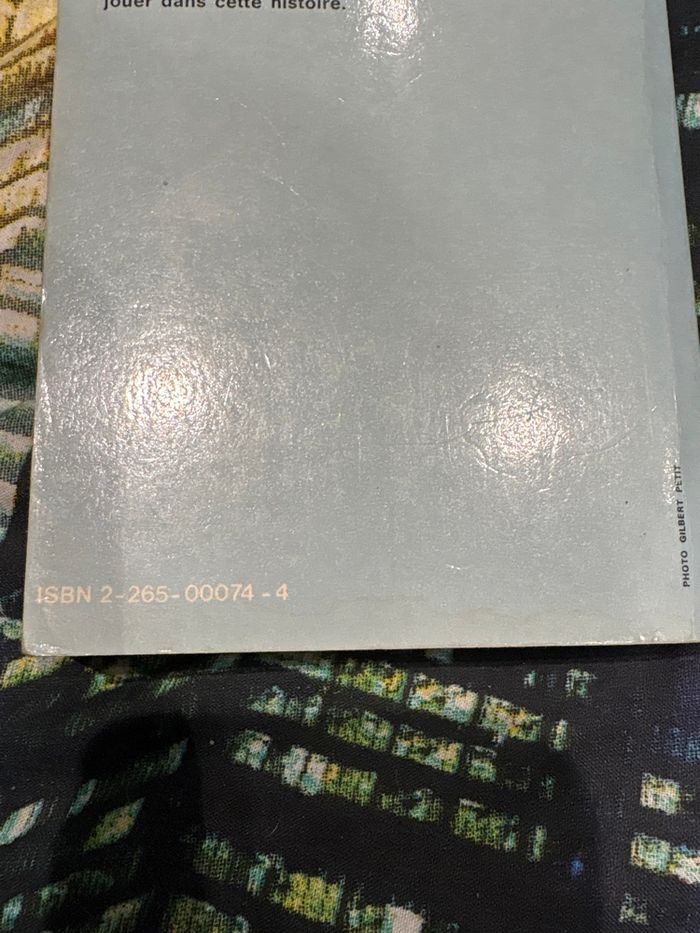 jouer dans cette histoire.
PHOTO GILBERT PETIT
ISBN 2-265-00074-4